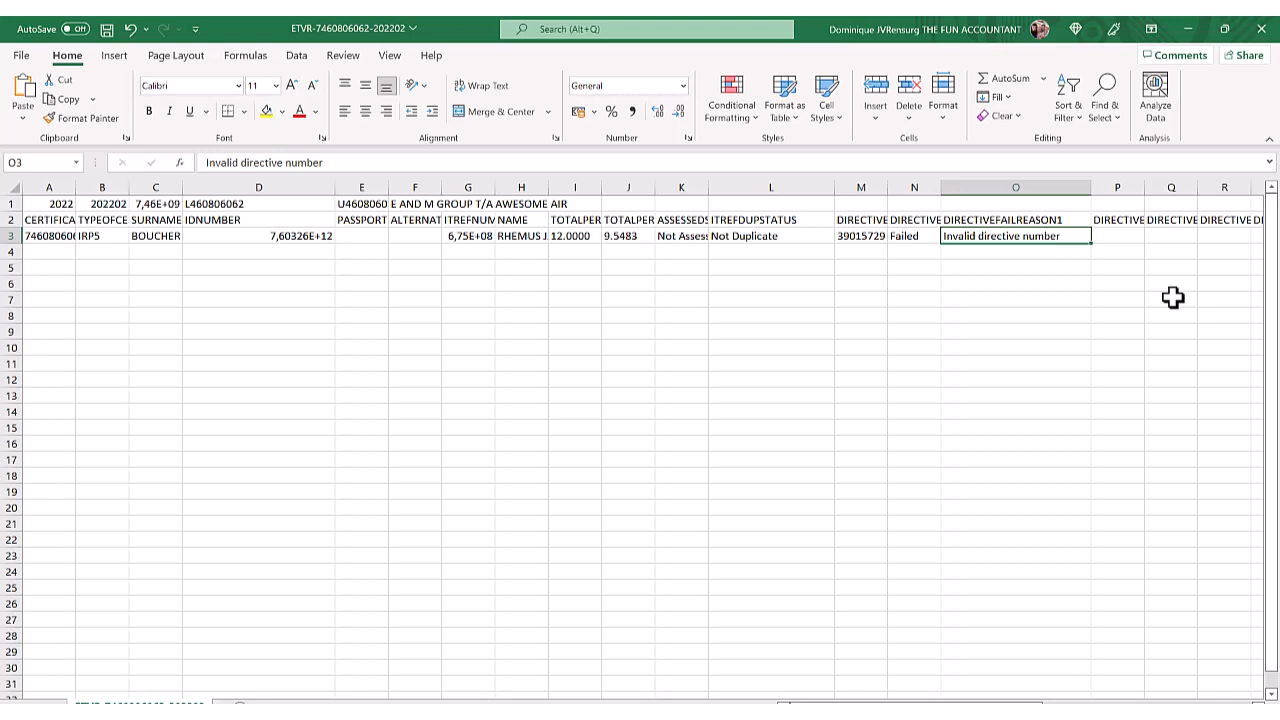 AutoSave Off ETVR-7460806062-202202 Search (Alt+Q) Dominique JVRensurg THE FUN ACCOUNTANT
File Home Insert Page Layout Formulas Data Review View Help Comments Share
Paste Cut Copy Format Painter Clipboard
Calibri 11 A A B I U A Font
Wrap Text Merge & Center Alignment
General % Number
Conditional Formatting Format as Table Cell Styles Styles
Insert Delete Format Cells
AutoSum Fill Clear Sort & Filter Find & Select Editing
Analyze Data Analysis
O3 fx Invalid directive number
A B C D E F G H I J K L M N O P Q R
1 2022 202202 7,46E+09 L460806062 U4608060 E AND M GROUP T/A AWESOME AIR
2 CERTIFICA TYPEOFCE SURNAME IDNUMBER PASSPORT ALTERNAT ITREFNUM NAME TOTALPER TOTALPER ASSESSEDS ITREFDUPSTATUS DIRECTIVE DIRECTIVE DIRECTIVEFAILREASON1 DIRECTIVE DIRECTIVE DIRECTIVE DI
3 74608060 IRP5 BOUCHER 7,60326E+12 6,75E+08 RHEMUS J 12.0000 9.5483 Not Assess Not Duplicate 39015729 Failed Invalid directive number
4
5
6
7
8
9
10
11
12
13
14
15
16
17
18
19
20
21
22
23
24
25
26
27
28
29
30
31